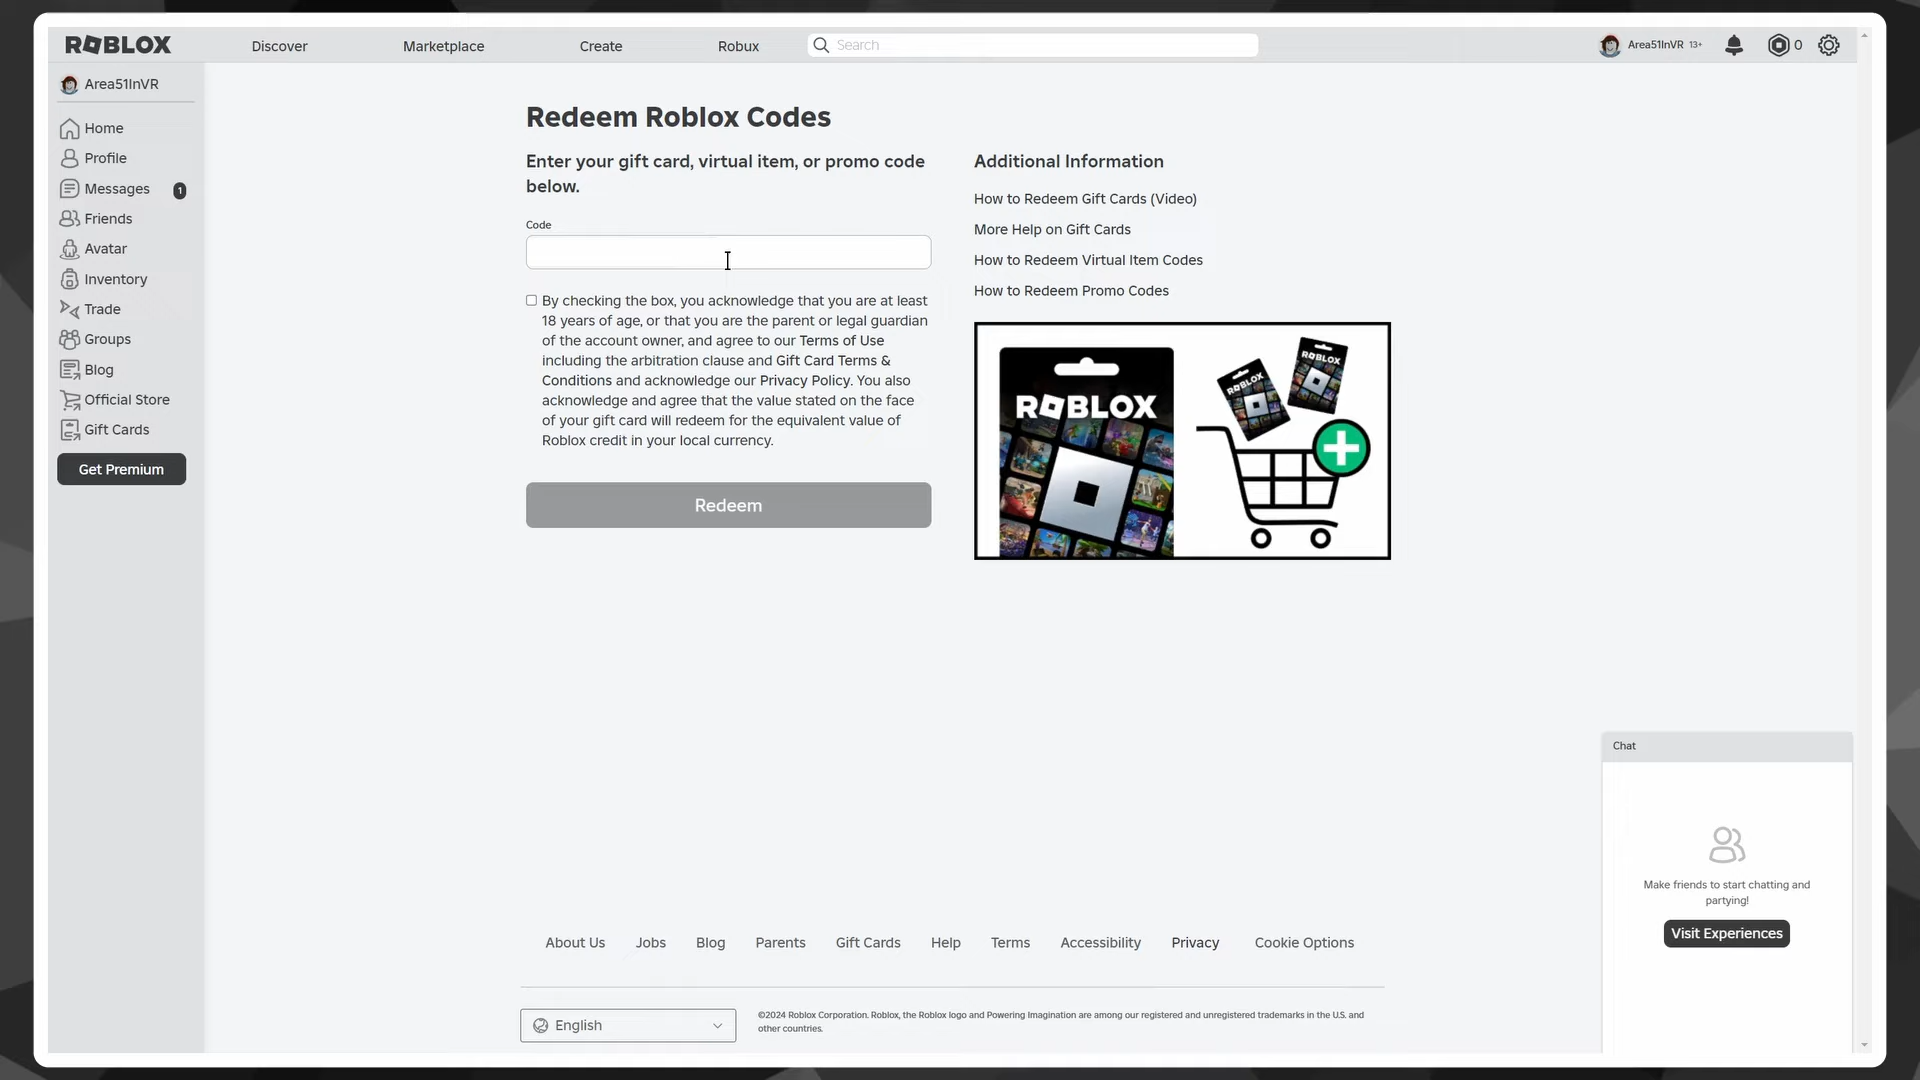 ROBLOX
Discover
Marketplace
Create
Robux
Search
Area51InVR 13+
0
Area51InVR
Home
Profile
Messages
1
Friends
Avatar
Inventory
Trade
Groups
Blog
Official Store
Gift Cards
Get Premium
Redeem Roblox Codes
Enter your gift card, virtual item, or promo code
below.
Code
By checking the box, you acknowledge that you are at least
18 years of age, or that you are the parent or legal guardian
of the account owner, and agree to our Terms of Use
including the arbitration clause and Gift Card Terms &
Conditions and acknowledge our Privacy Policy. You also
acknowledge and agree that the value stated on the face
of your gift card will redeem for the equivalent value of
Roblox credit in your local currency.
Redeem
Additional Information
How to Redeem Gift Cards (Video)
More Help on Gift Cards
How to Redeem Virtual Item Codes
How to Redeem Promo Codes
ROBLOX
ROBLOX
ROBLOX
Chat
Make friends to start chatting and
partying!
Visit Experiences
About Us
Jobs
Blog
Parents
Gift Cards
Help
Terms
Accessibility
Privacy
Cookie Options
English
©2024 Roblox Corporation. Roblox, the Roblox logo and Powering Imagination are among our registered and unregistered trademarks in the U.S. and
other countries.